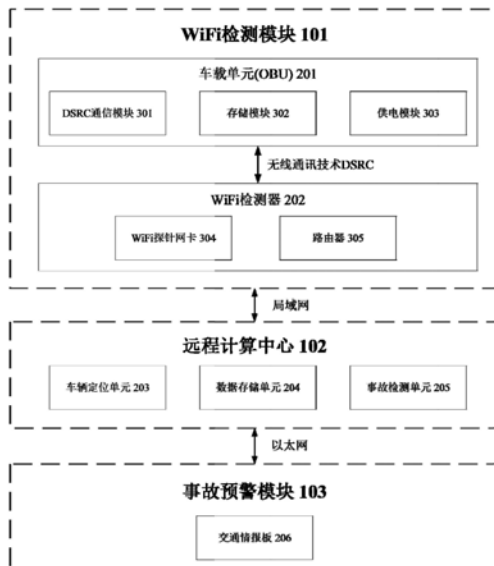 WiFi检测模块 101
车载单元(OBU) 201
DSRC通信模块 301
存储模块 302
供电模块 303
无线通讯技术DSRC
WiFi检测器 202
WiFi探针网卡 304
路由器 305
局域网
远程计算中心 102
车辆定位单元 203
数据存储单元 204
事故检测单元 205
以太网
事故预警模块 103
交通情报板 206